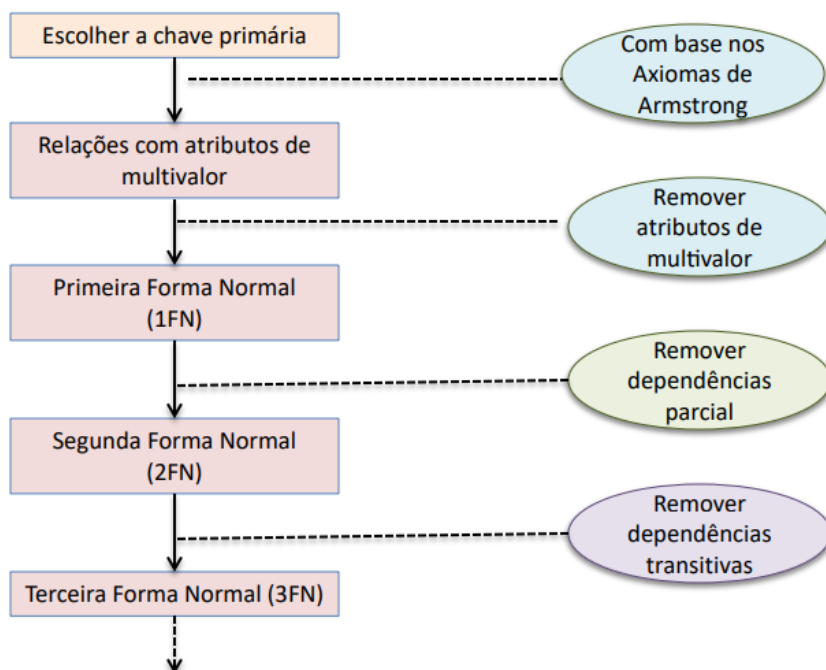 Escolher a chave primária
Com base nos
Axiomas de
Armstrong
Relações com atributos de
multivalor
Remover
atributos de
multivalor
Primeira Forma Normal
(1FN)
Remover
dependências
parcial
Segunda Forma Normal
(2FN)
Remover
dependências
transitivas
Terceira Forma Normal (3FN)